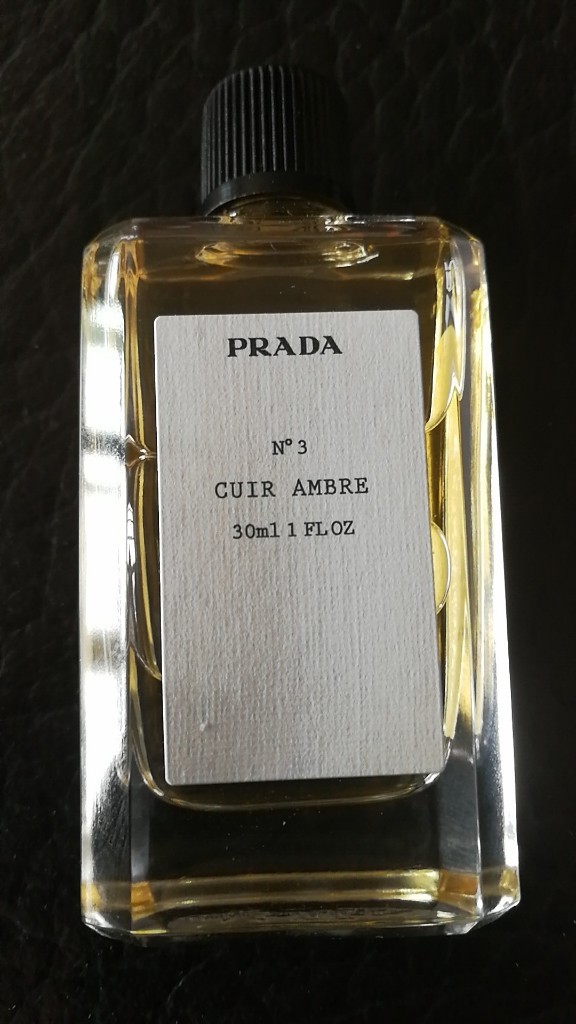 PRADA
N°3
CUIR AMBRE
30ml 1 FL OZ